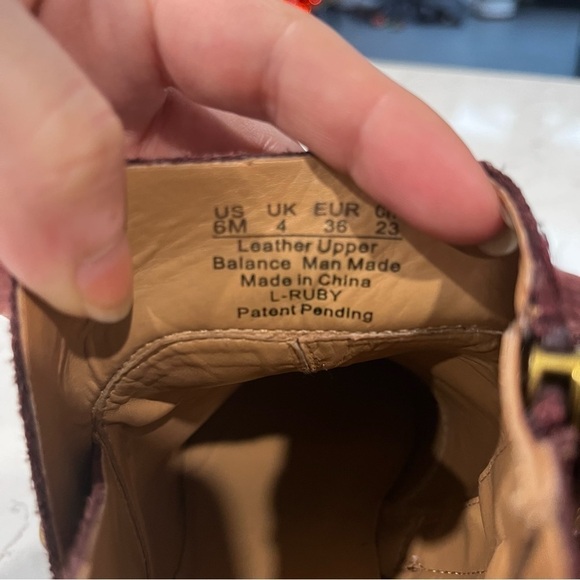 US UK EUR
6M 4 36 23
Leather Upper
Balance Man Made
Made in China
L-RUBY
Patent Pending